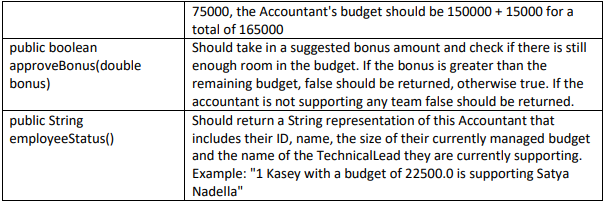 75000, the Accountant's budget should be 150000 + 15000 for a
total of 165000
public boolean
approveBonus(double
bonus)
Should take in a suggested bonus amount and check if there is still
enough room in the budget. If the bonus is greater than the
remaining budget, false should be returned, otherwise true. If the
accountant is not supporting any team false should be returned.
public String
employeeStatus()
Should return a String representation of this Accountant that
includes their ID, name, the size of their currently managed budget
and the name of the TechnicalLead they are currently supporting.
Example: "1 Kasey with a budget of 22500.0 is supporting Satya
Nadella"